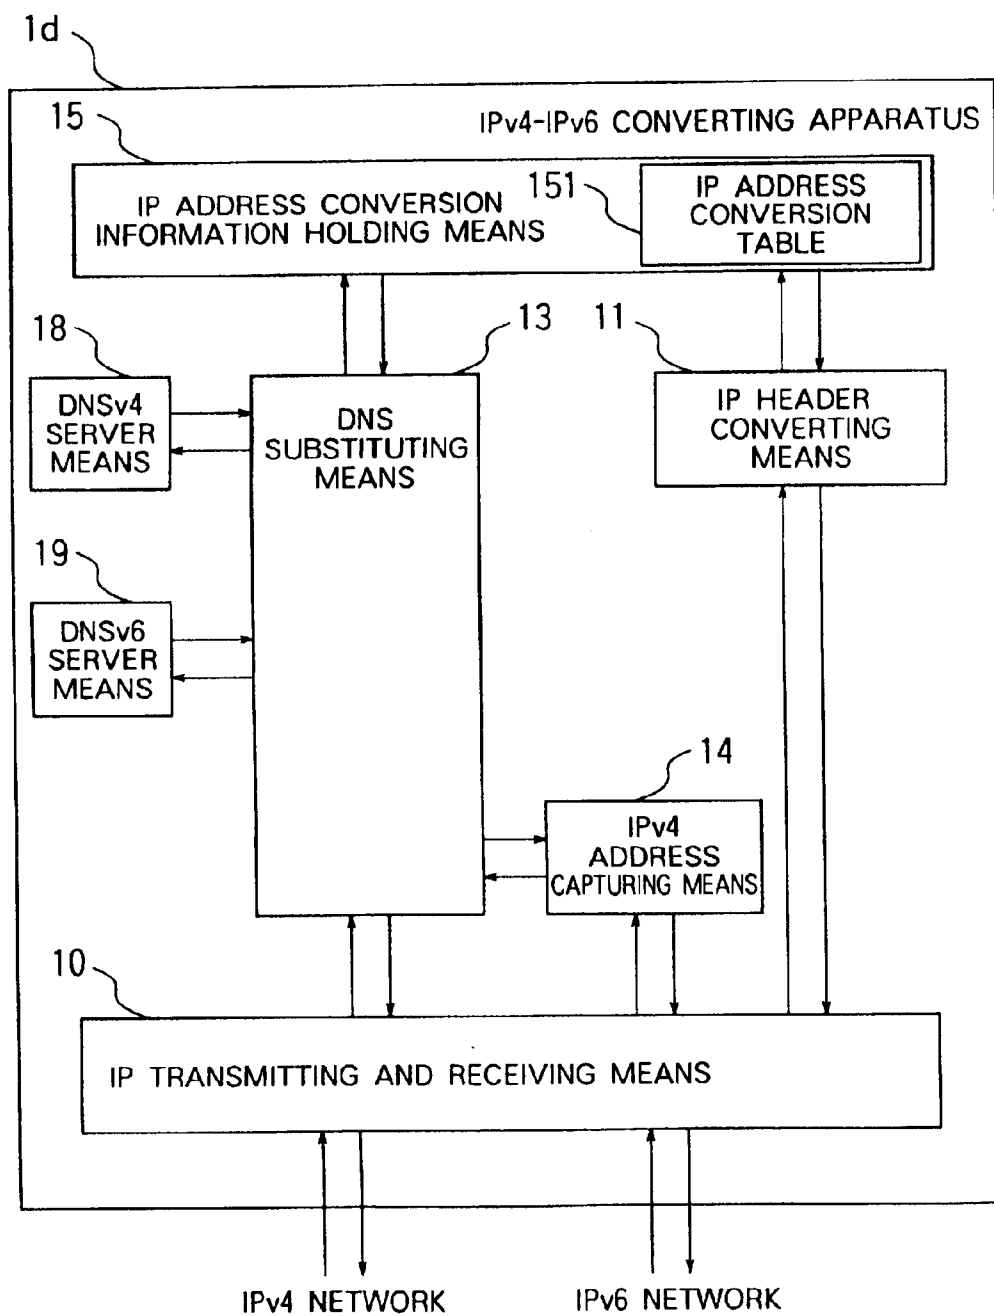 1d
IPv4-IPv6 CONVERTING APPARATUS
15
IP ADDRESS CONVERSION
INFORMATION HOLDING MEANS
151
IP ADDRESS
CONVERSION
TABLE
18
DNSv4
SERVER
MEANS
13
DNS
SUBSTITUTING
MEANS
11
IP HEADER
CONVERTING
MEANS
19
DNSv6
SERVER
MEANS
14
IPv4
ADDRESS
CAPTURING MEANS
10
IP TRANSMITTING AND RECEIVING MEANS
IPv4 NETWORK
IPv6 NETWORK